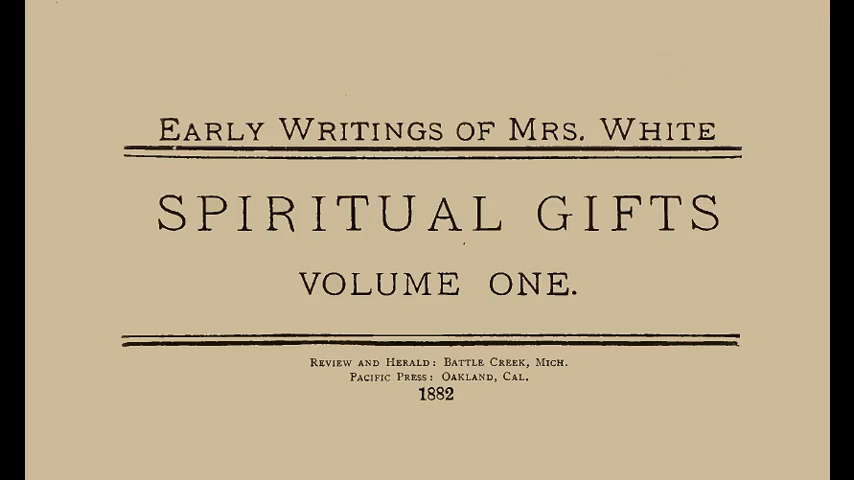 Early Writings of Mrs. White
SPIRITUAL GIFTS
VOLUME ONE.
Review and Herald: Battle Creek, Mich.
Pacific Press: Oakland, Cal.
1882